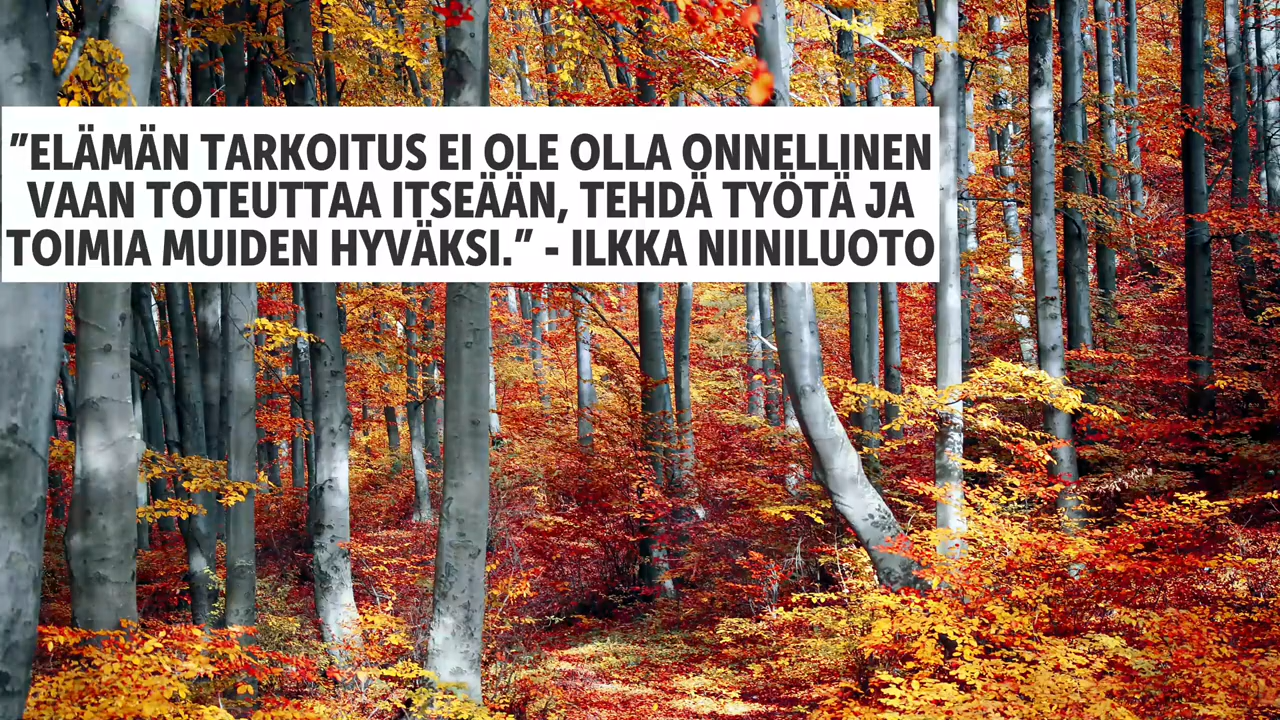 ”ELÄMÄN TARKOITUS EI OLE OLLA ONNELLINEN
VAAN TOTEUTTAA ITSEÄÄN, TEHDÄ TYÖTÄ JA
TOIMIA MUIDEN HYVÄKSI.” - ILKKA NIINILUOTO